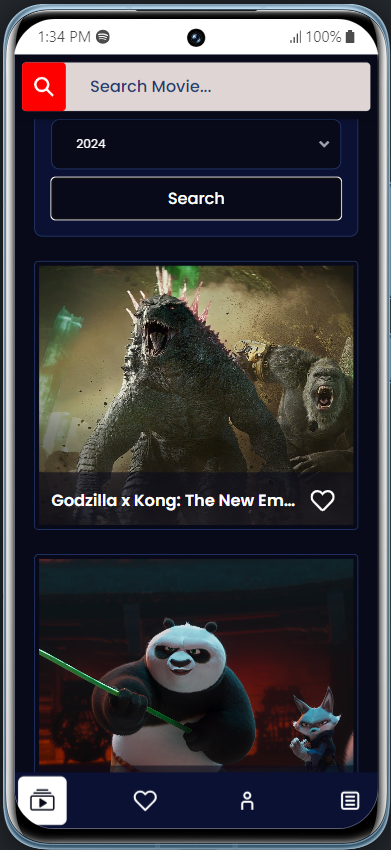 1:34 PM
100%
Search Movie...
2024
Search
Godzilla x Kong: The New Em...